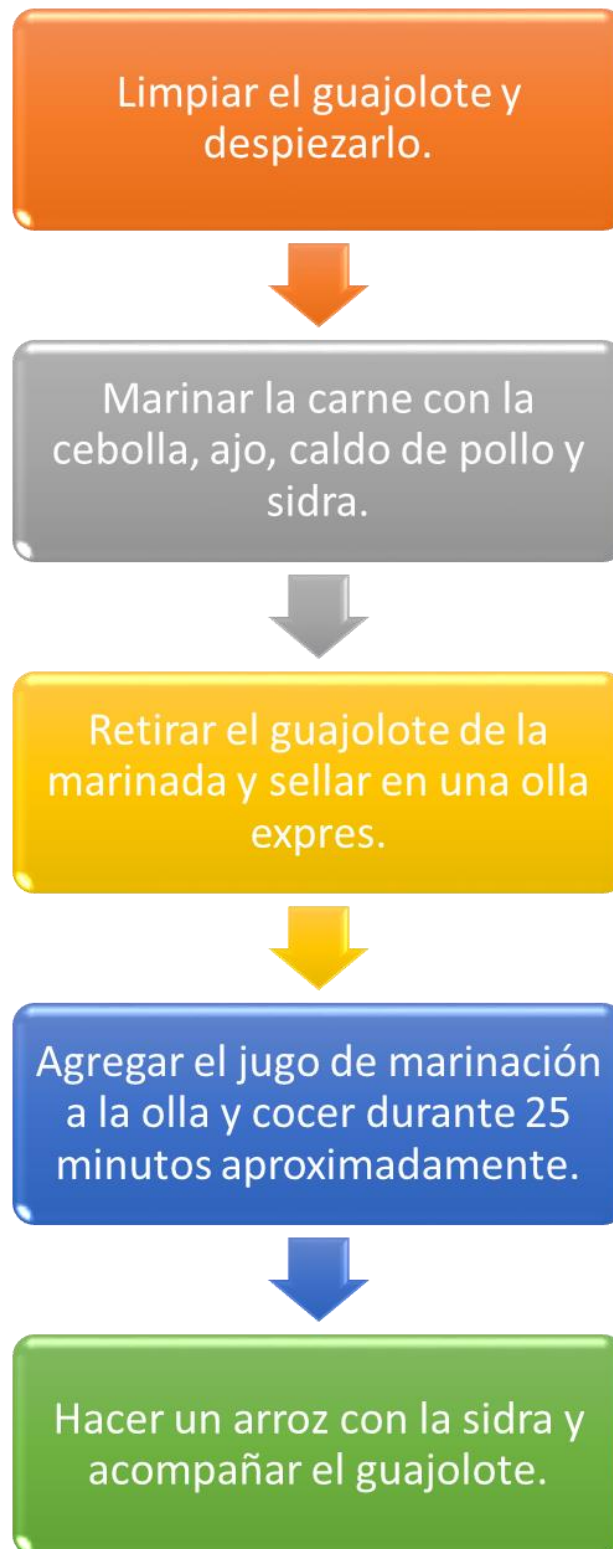 Limpiar el guajolote y
despiezarlo.
Marinar la carne con la
cebolla, ajo, caldo de pollo y
sidra.
Retirar el guajolote de la
marinada y sellar en una olla
expres.
Agregar el jugo de marinación
a la olla y cocer durante 25
minutos aproximadamente.
Hacer un arroz con la sidra y
acompañar el guajolote.